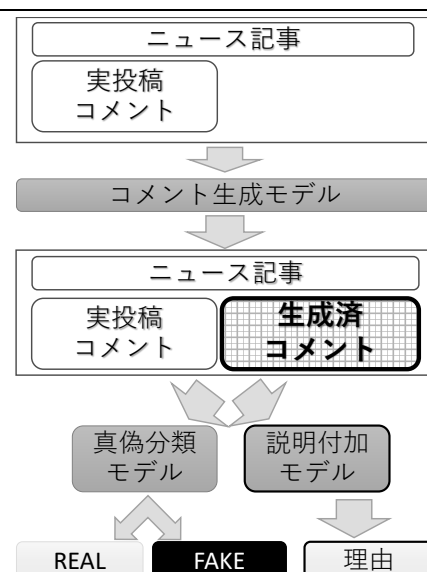 ニュース記事
実投稿
コメント
コメント生成モデル
ニュース記事
実投稿
コメント
生成済
コメント
真偽分類
モデル
説明付加
モデル
REAL
FAKE
理由